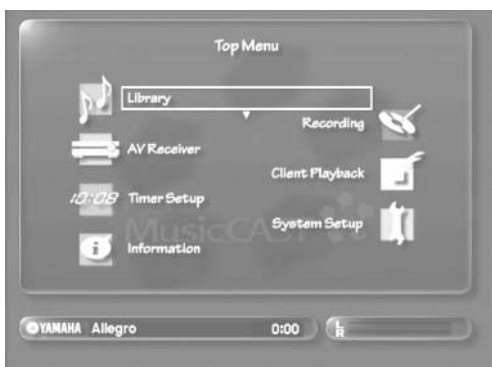 Top Menu
Library
Recording
AV Receiver
Client Playback
10:08 Timer Setup
System Setup
MusicCAST
i Information
YAMAHA Allegro 0:00 L
R